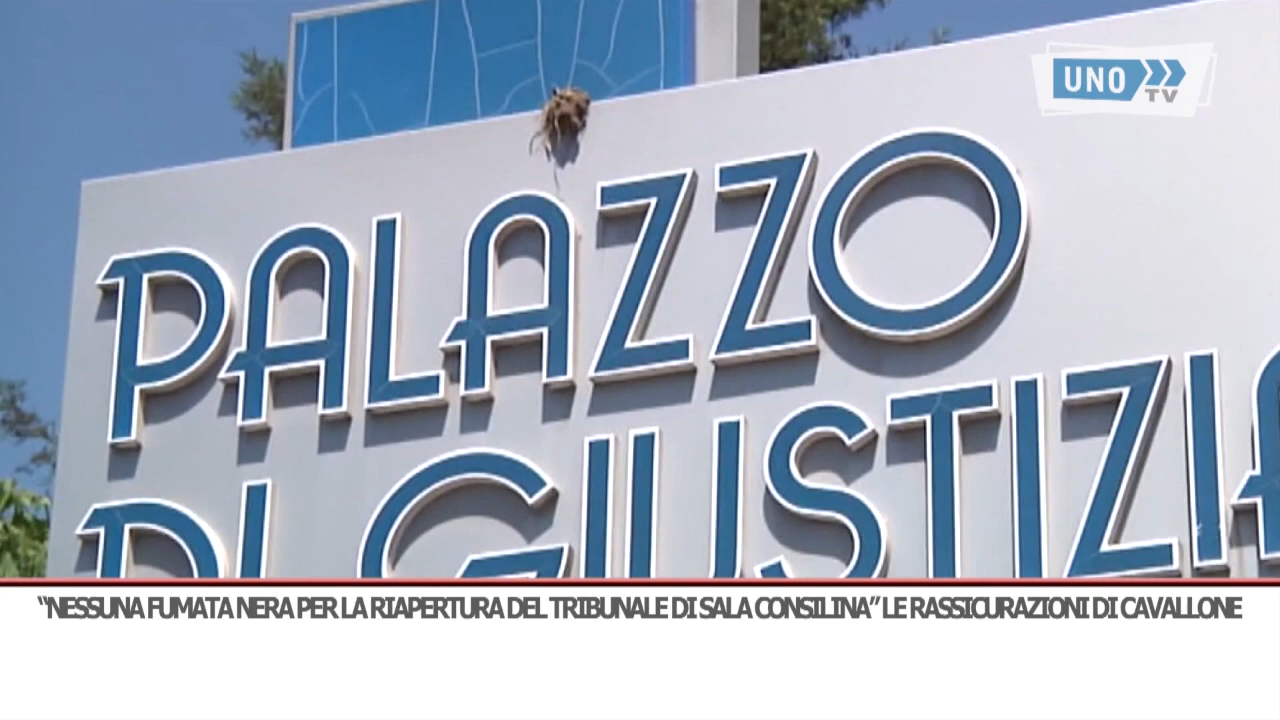 UNO
TV
PALAZZO
DI GIUSTIZIA
“NESSUNA FUMATA NERA PER LA RIAPERTURA DEL TRIBUNALE DI SALA CONSILINA” LE RASSICURAZIONI DI CAVALLONE